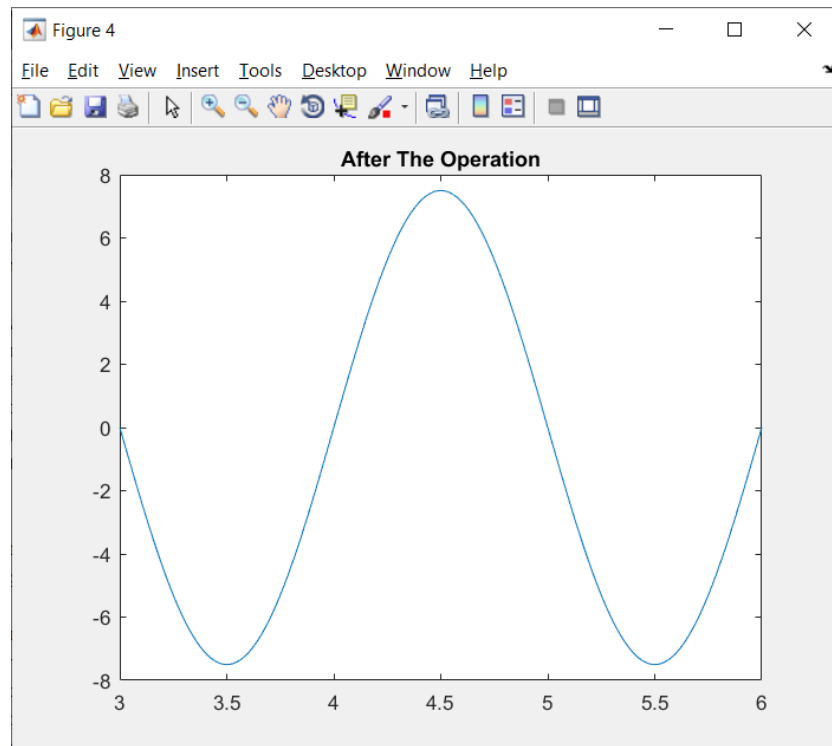 Figure 4
File Edit View Insert Tools Desktop Window Help
After The Operation
8
6
4
2
0
-2
-4
-6
-8
3 3.5 4 4.5 5 5.5 6